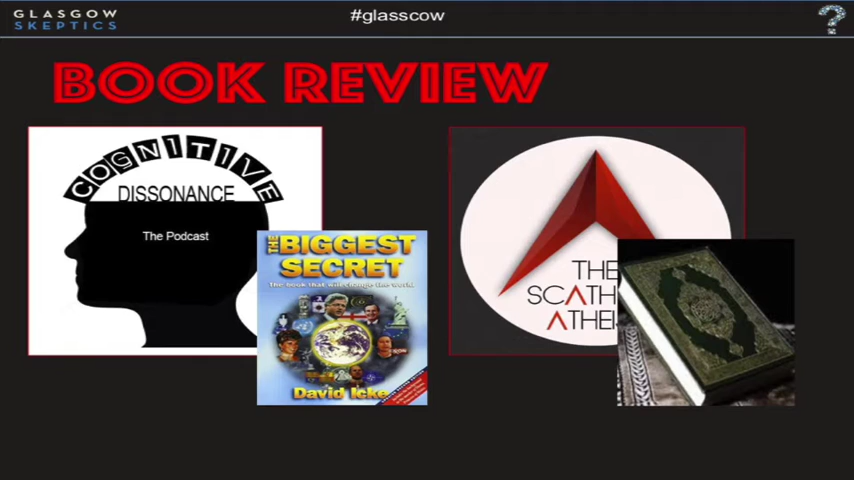 GLASGOW
SKEPTICS
#glasscow
?
BOOK REVIEW
COGNITIVE
DISSONANCE
The Podcast
THE BIGGEST
SECRET
The book that will change the world
David Icke
THE
SCATH
ATHEI